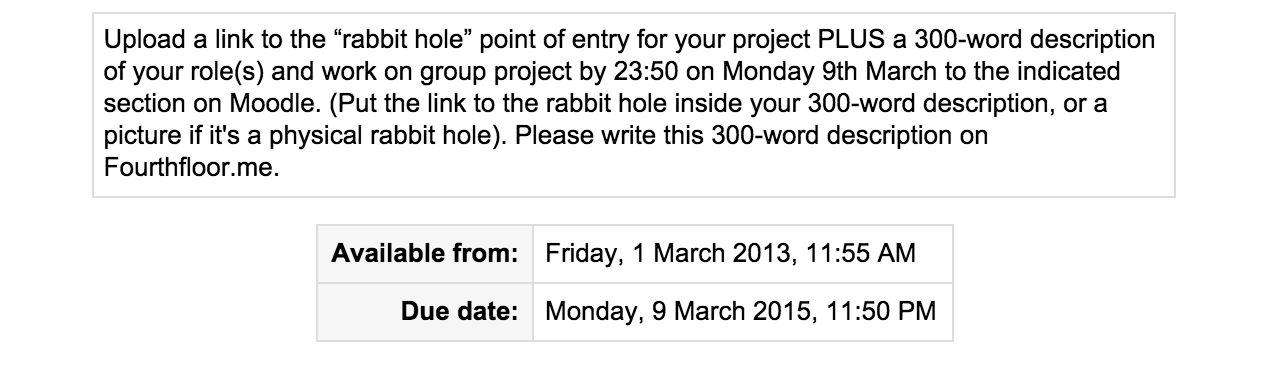 Upload a link to the “rabbit hole” point of entry for your project PLUS a 300-word description
of your role(s) and work on group project by 23:50 on Monday 9th March to the indicated
section on Moodle. (Put the link to the rabbit hole inside your 300-word description, or a
picture if it's a physical rabbit hole). Please write this 300-word description on
Fourthfloor.me.
Available from: Friday, 1 March 2013, 11:55 AM
Due date: Monday, 9 March 2015, 11:50 PM